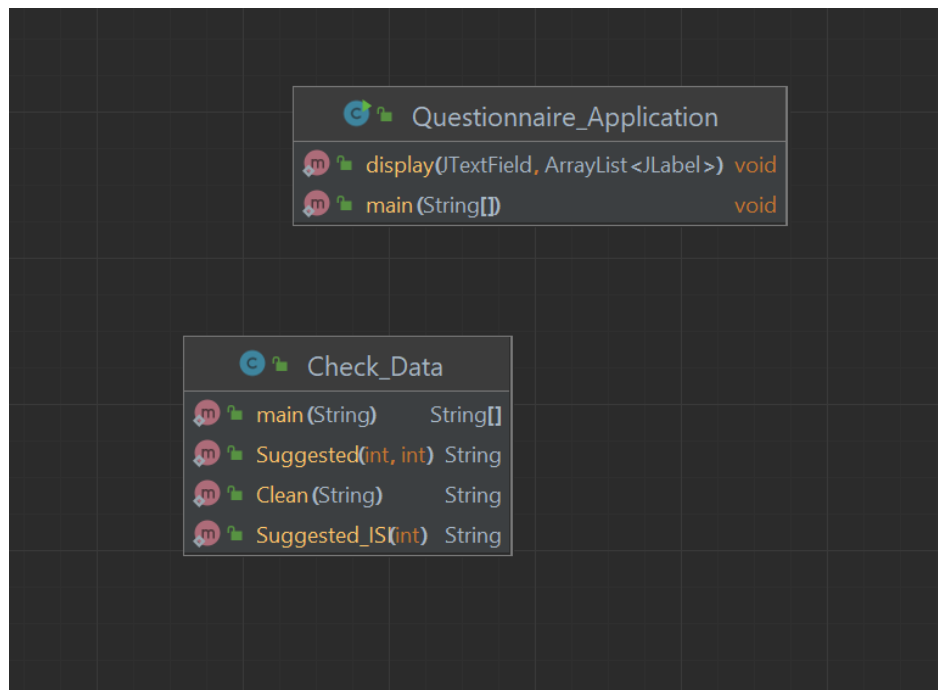 Questionnaire_Application
display(JTextField, ArrayList<JLabel>) void
main(String[]) void
Check_Data
main(String) String[]
Suggested(int, int) String
Clean(String) String
Suggested_ISI(int) String